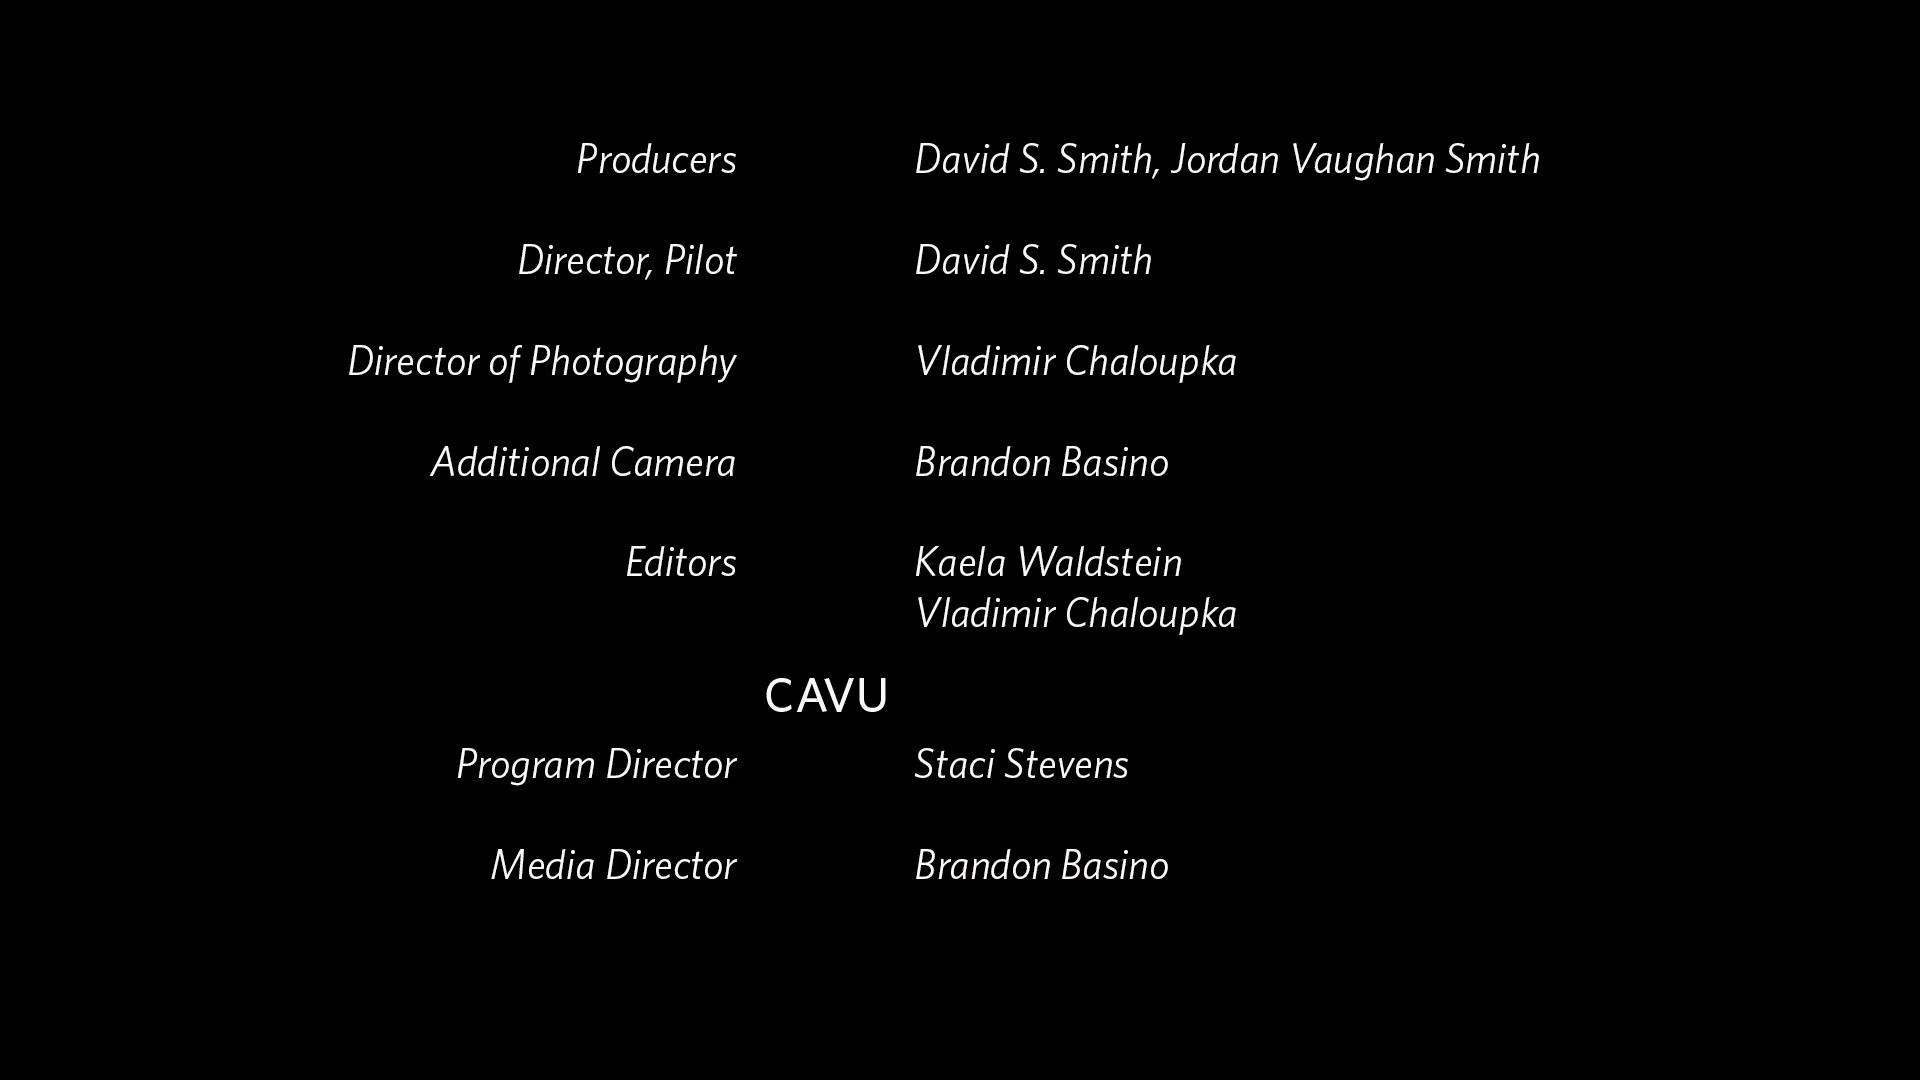 Producers David S. Smith, Jordan Vaughan Smith
Director, Pilot David S. Smith
Director of Photography Vladimir Chaloupka
Additional Camera Brandon Basino
Editors Kaela Waldstein
Vladimir Chaloupka
CAVU
Program Director Staci Stevens
Media Director Brandon Basino